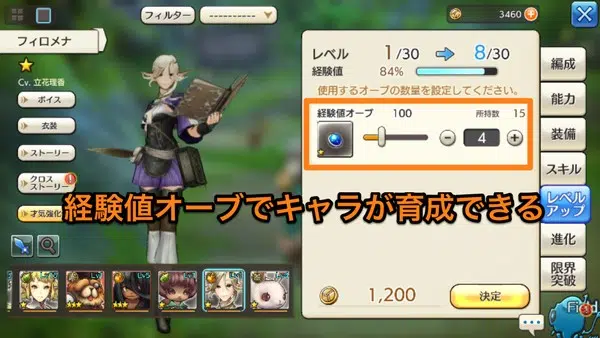 フィルター
----------
3460
フィロメナ
Cv. 立花理香
ボイス
衣装
ストーリー
クロス
ストーリー
才気強化
レベル 1/30 8/30
経験値 84%
使用するオーブの数量を設定してください。
経験値オーブ 100 所持数 15
4
経験値オーブでキャラが育成できる
1,200
決定
編成
能力
装備
スキル
レベル
アップ
進化
限界
突破
Lv5